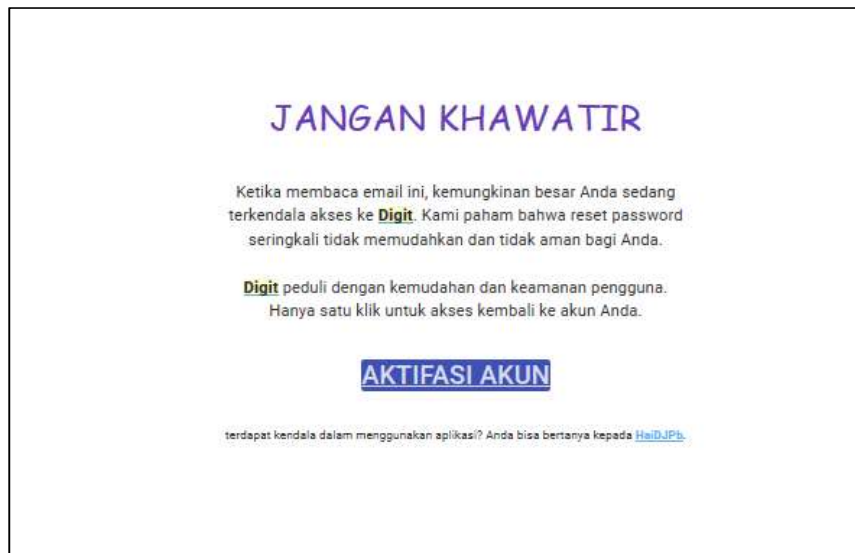 JANGAN KHAWATIR
Ketika membaca email ini, kemungkinan besar Anda sedang
terkendala akses ke Digit. Kami paham bahwa reset password
seringkali tidak memudahkan dan tidak aman bagi Anda.
Digit peduli dengan kemudahan dan keamanan pengguna.
Hanya satu klik untuk akses kembali ke akun Anda.
AKTIFASI AKUN
terdapat kendala dalam menggunakan aplikasi? Anda bisa bertanya kepada HaiDJPb.